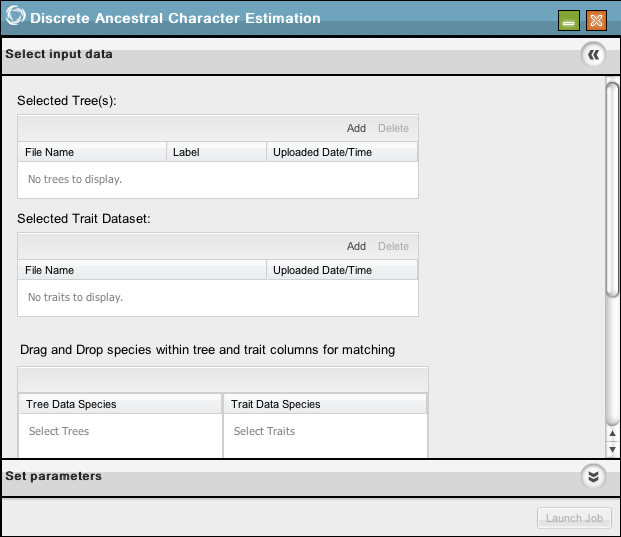 Discrete Ancestral Character Estimation
Select input data
Selected Tree(s):
Add Delete
File Name Label Uploaded Date/Time
No trees to display.
Selected Trait Dataset:
Add Delete
File Name Uploaded Date/Time
No traits to display.
Drag and Drop species within tree and trait columns for matching
Tree Data Species Trait Data Species
Select Trees Select Traits
Set parameters
Launch Job